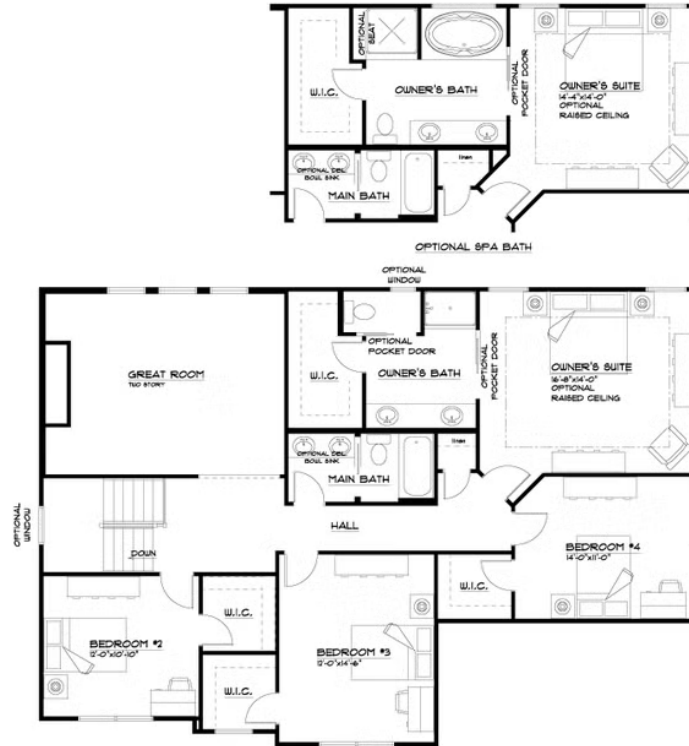 OPTIONAL
SEAT
W.I.C.
OWNER'S BATH
OPTIONAL
POCKET DOOR
OWNER'S SUITE
14'-4"x14'-0"
OPTIONAL
RAISED CEILING
OPTIONAL DBL
BOWL SINK
MAIN BATH
linen
OPTIONAL SPA BATH
OPTIONAL
WINDOW
GREAT ROOM
TWO STORY
W.I.C.
OPTIONAL
POCKET DOOR
OWNER'S BATH
OPTIONAL
POCKET DOOR
OWNER'S SUITE
16'-8"x14'-0"
OPTIONAL
RAISED CEILING
OPTIONAL DBL
BOWL SINK
MAIN BATH
linen
OPTIONAL
WINDOW
DOWN
HALL
BEDROOM #4
14'-0"x11'-0"
W.I.C.
BEDROOM #2
12'-0"x10'-10"
W.I.C.
BEDROOM #3
12'-0"x14'-6"
W.I.C.